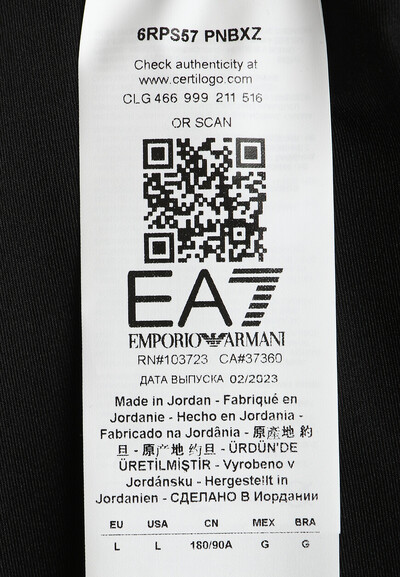 6RPS57 PNBXZ
Check authenticity at
www.certilogo.com
CLG 466 999 211 516
OR SCAN
EA7
EMPORIO ARMANI
RN#103723 CA#37360
ДАТА ВЫПУСКА 02/2023
Made in Jordan - Fabriqué en
Jordanie - Hecho en Jordania -
Fabricado na Jordânia - 原產地 約
旦 - 原产地 约旦 - ÜRDÜN'DE
ÜRETİLMİŞTİR - Vyrobeno v
Jordánsku - Hergestellt in
Jordanien - СДЕЛАНО В Иордании
EU USA CN MEX BRA
L L 180/90A G G